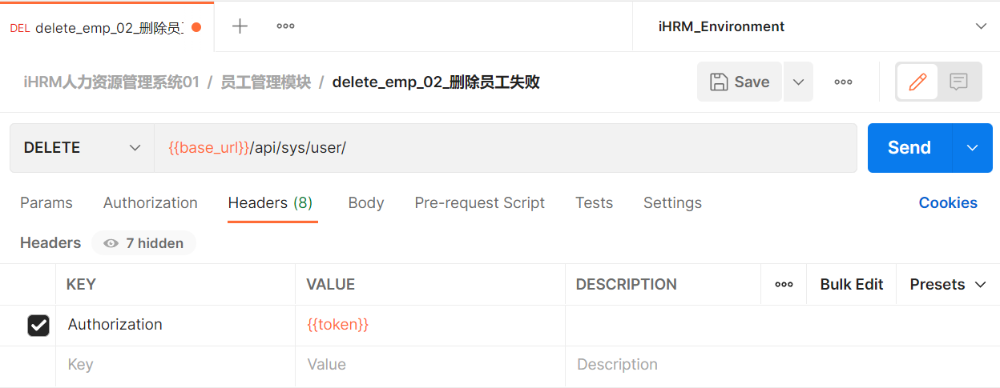 DEL delete_emp_02_删除员工 iHRM_Environment
iHRM人力资源管理系统01 / 员工管理模块 / delete_emp_02_删除员工失败 Save
DELETE {{base_url}}/api/sys/user/ Send
Params Authorization Headers (8) Body Pre-request Script Tests Settings Cookies
Headers 7 hidden
KEY VALUE DESCRIPTION Bulk Edit Presets
Authorization {{token}}
Key Value Description